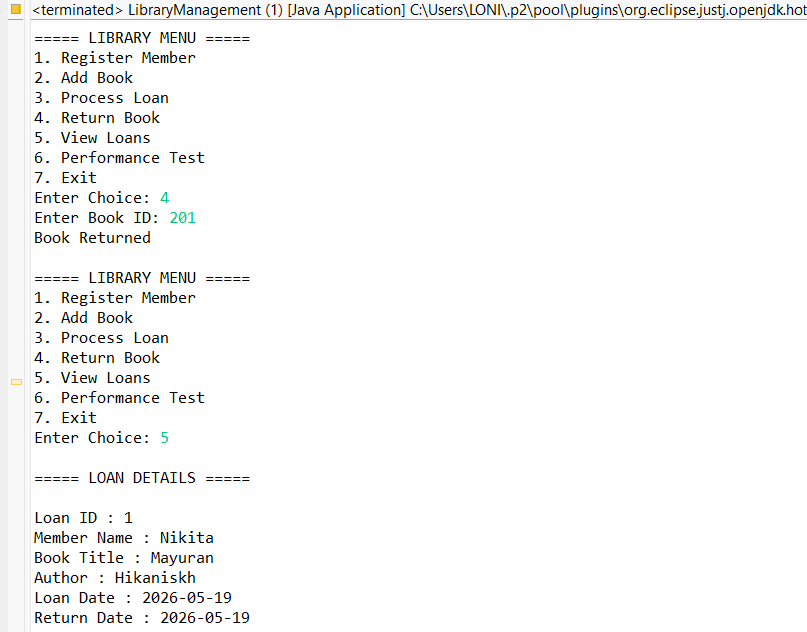 <terminated> LibraryManagement (1) [Java Application] C:\Users\LONI\.p2\pool\plugins\org.eclipse.justj.openjdk.hot
===== LIBRARY MENU =====
1. Register Member
2. Add Book
3. Process Loan
4. Return Book
5. View Loans
6. Performance Test
7. Exit
Enter Choice: 4
Enter Book ID: 201
Book Returned

===== LIBRARY MENU =====
1. Register Member
2. Add Book
3. Process Loan
4. Return Book
5. View Loans
6. Performance Test
7. Exit
Enter Choice: 5

===== LOAN DETAILS =====

Loan ID : 1
Member Name : Nikita
Book Title : Mayuran
Author : Hikaniskh
Loan Date : 2026-05-19
Return Date : 2026-05-19